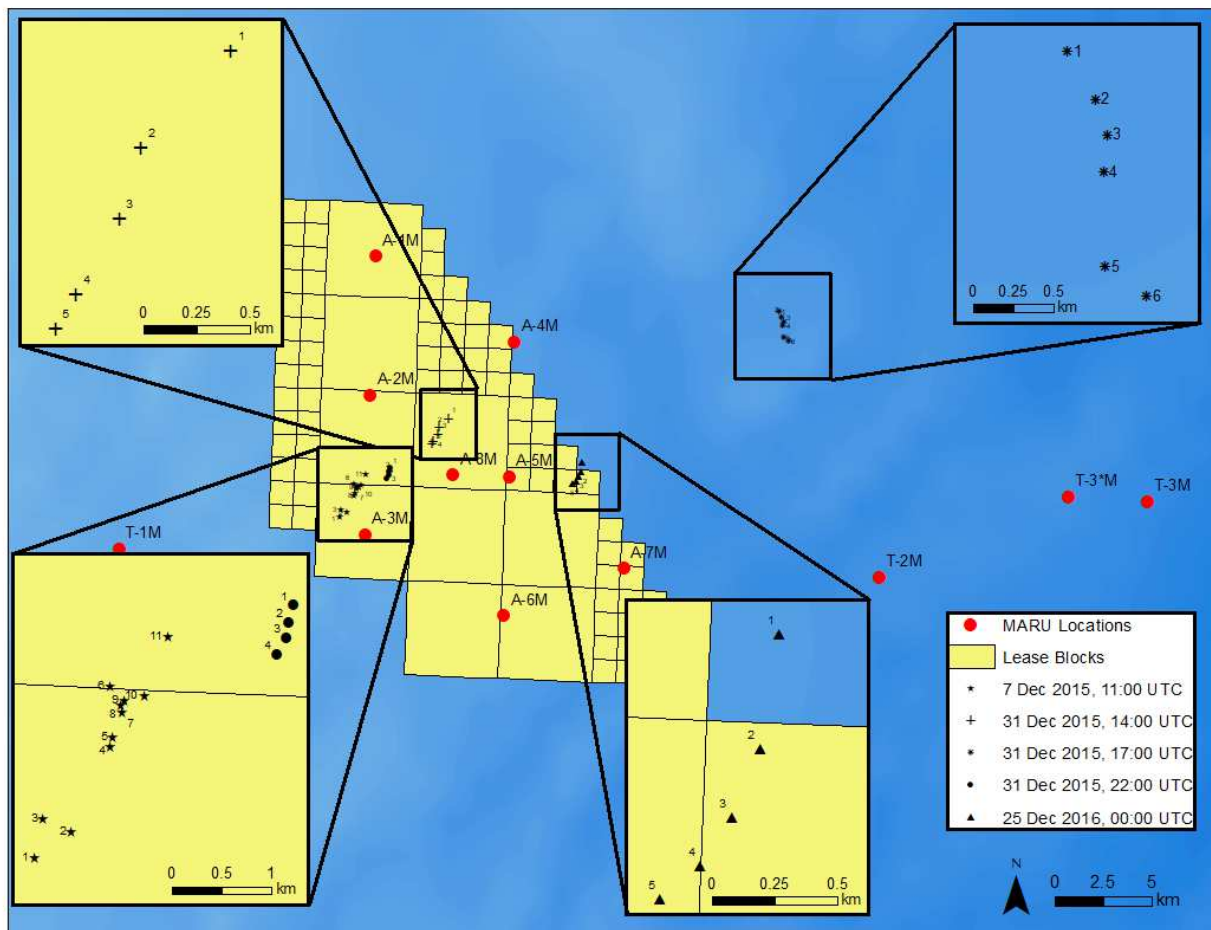 1
2
3
4
5
0 0.25 0.5
km
1
2
3
4
5
6
0 0.25 0.5
km
A-1M
A-4M
A-2M
A-8M
A-5M
A-3M
A-7M
A-6M
T-1M
T-2M
T-3*M
T-3M
1
2
3
4
11
6
9
10
8
7
5
4
3
2
1
0 0.5 1
km
1
2
3
4
5
0 0.25 0.5
km
MARU Locations
Lease Blocks
7 Dec 2015, 11:00 UTC
31 Dec 2015, 14:00 UTC
31 Dec 2015, 17:00 UTC
31 Dec 2015, 22:00 UTC
25 Dec 2016, 00:00 UTC
N
0 2.5 5
km